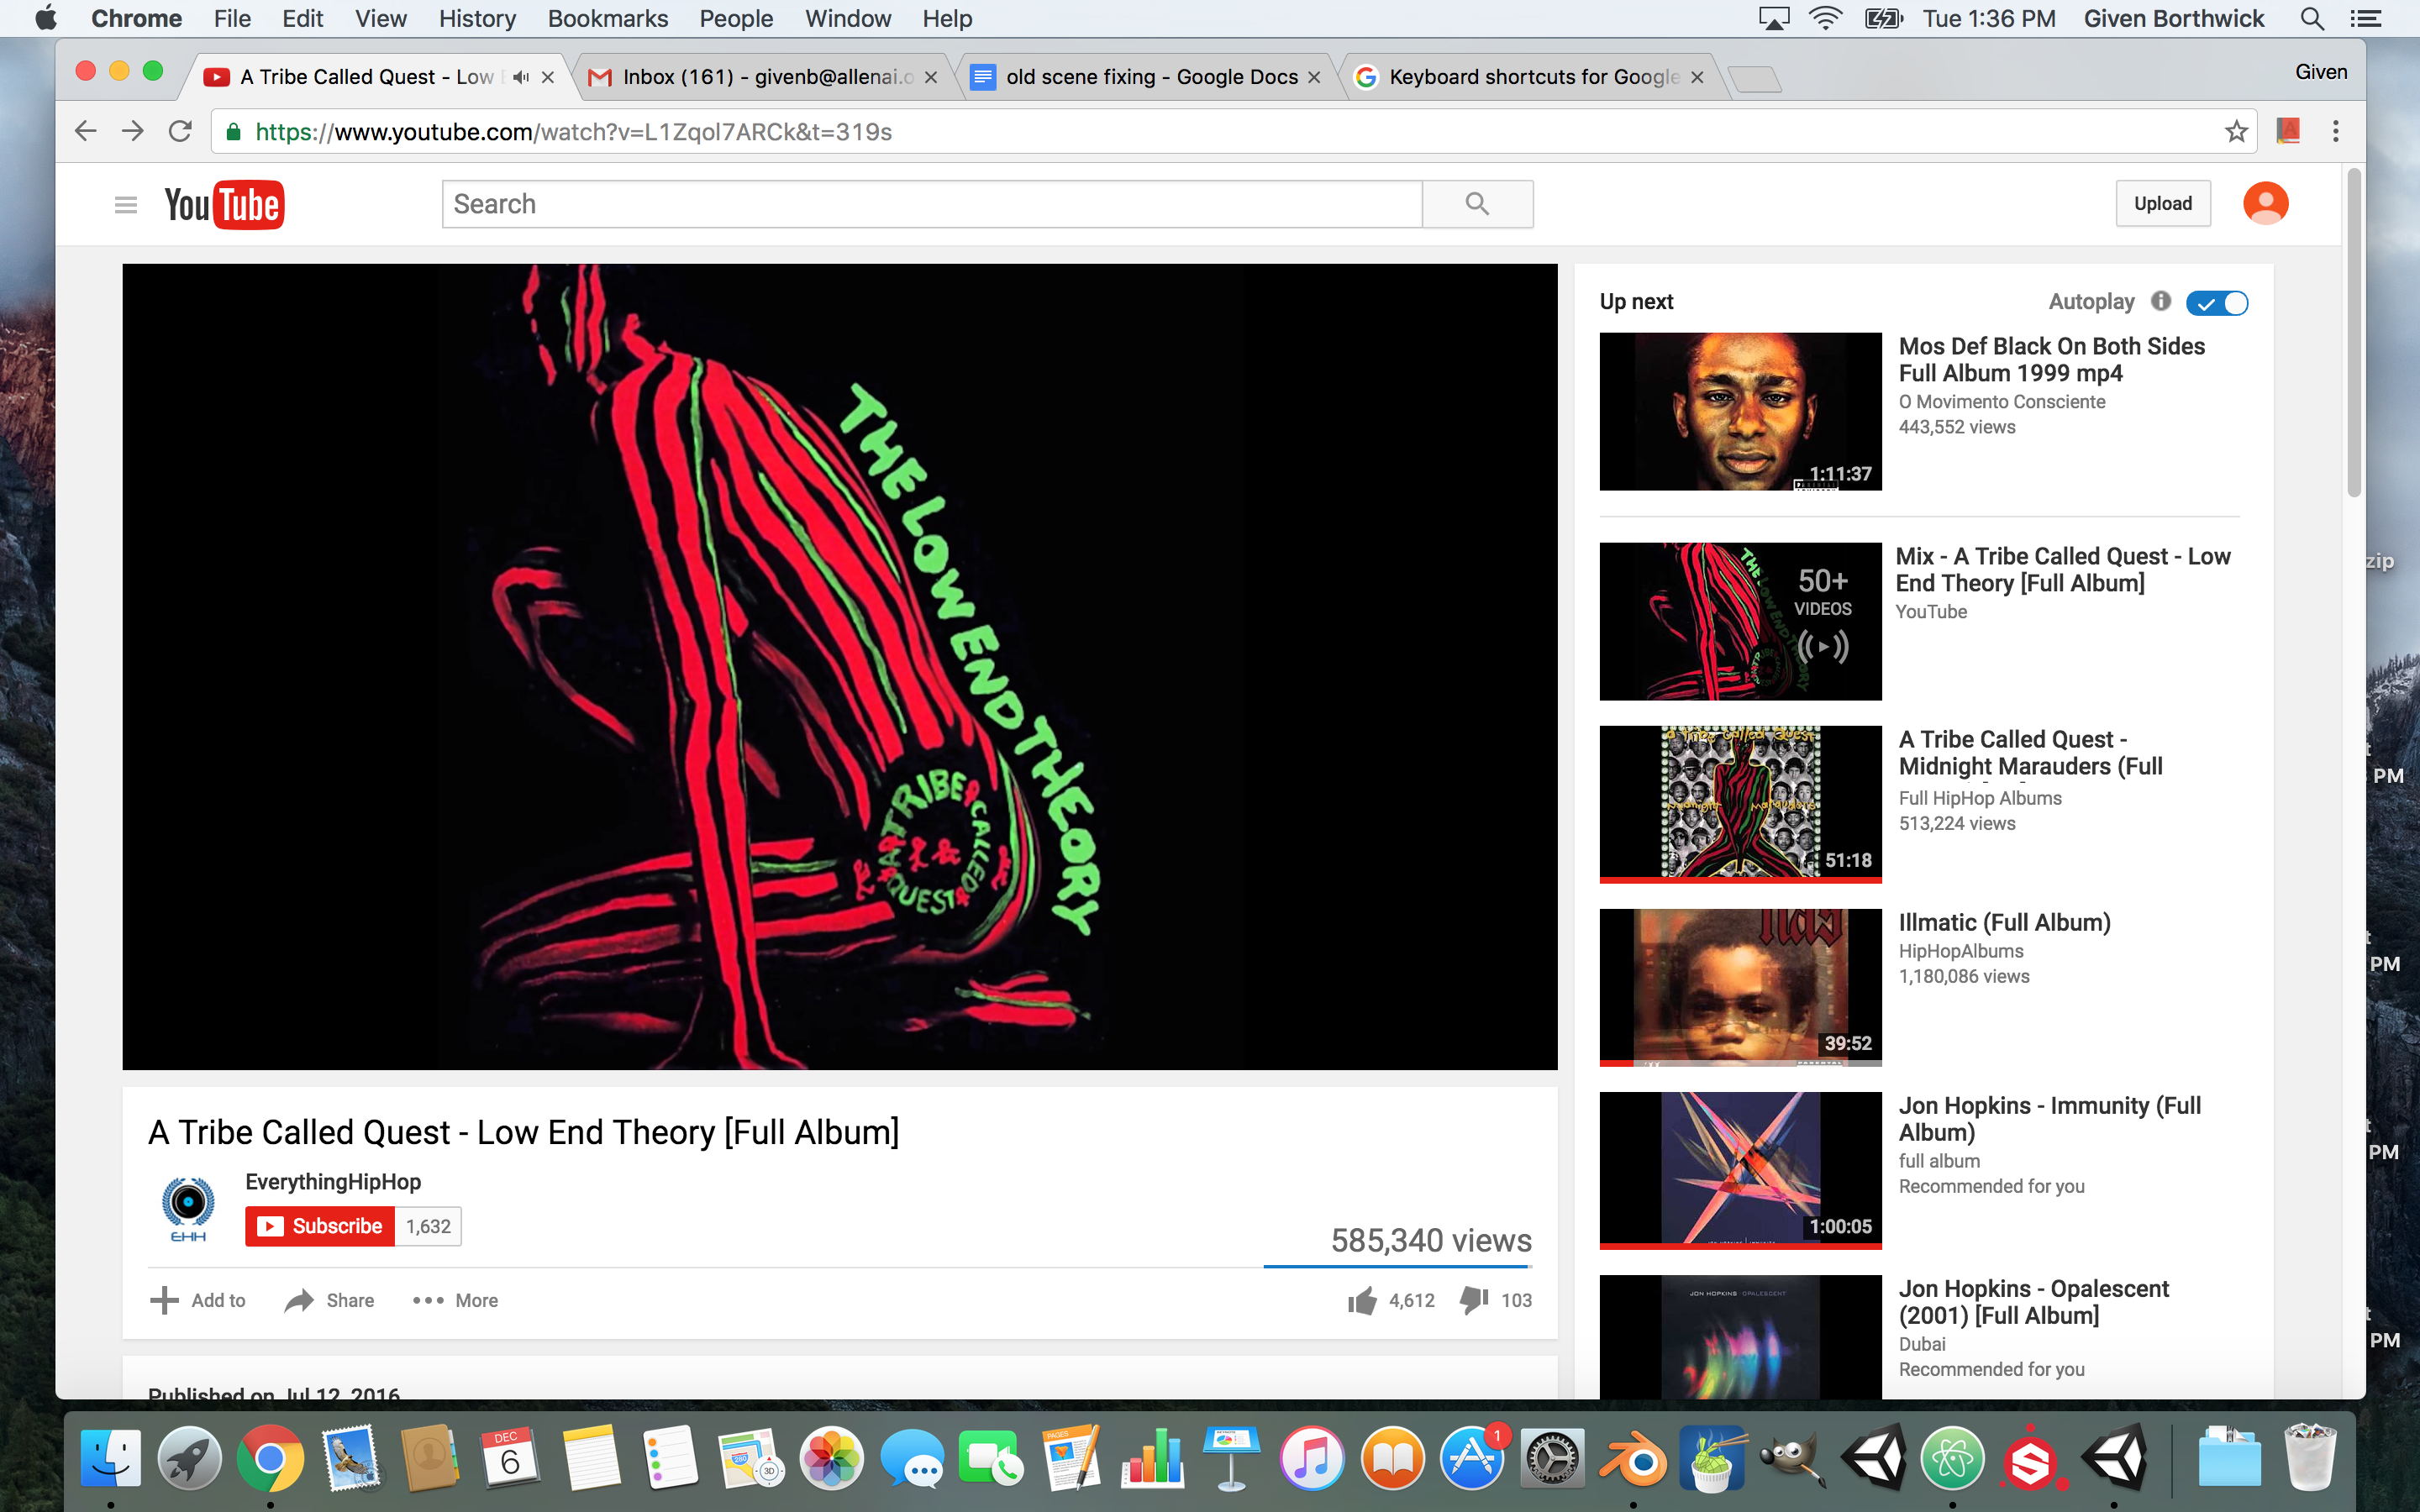 Chrome File Edit View History Bookmarks People Window Help
Tue 1:36 PM Given Borthwick
A Tribe Called Quest - Low
Inbox (161) - givenb@allenai.o
old scene fixing - Google Docs
Keyboard shortcuts for Google
Given
https://www.youtube.com/watch?v=L1Zqol7ARCk&t=319s
YouTube
Search
Upload
THE LOW END THEORY
A TRIBE CALLED QUEST
Up next
Autoplay
Mos Def Black On Both Sides
Full Album 1999 mp4
O Movimento Consciente
443,552 views
1:11:37
Mix - A Tribe Called Quest - Low
End Theory [Full Album]
YouTube
50+
VIDEOS
A Tribe Called Quest -
Midnight Marauders (Full
Full HipHop Albums
513,224 views
51:18
Illmatic (Full Album)
HipHopAlbums
1,180,086 views
nas
39:52
Jon Hopkins - Immunity (Full
Album)
full album
Recommended for you
1:00:05
Jon Hopkins - Opalescent
(2001) [Full Album]
Dubai
Recommended for you
JON HOPKINS OPALESCENT
A Tribe Called Quest - Low End Theory [Full Album]
EverythingHipHop
EHH
Subscribe 1,632
585,340 views
Add to
Share
More
4,612
103
Published on Jul 12, 2016
zip
PM
PM
PM
PM
DEC
6
280
3D
PAGES
1